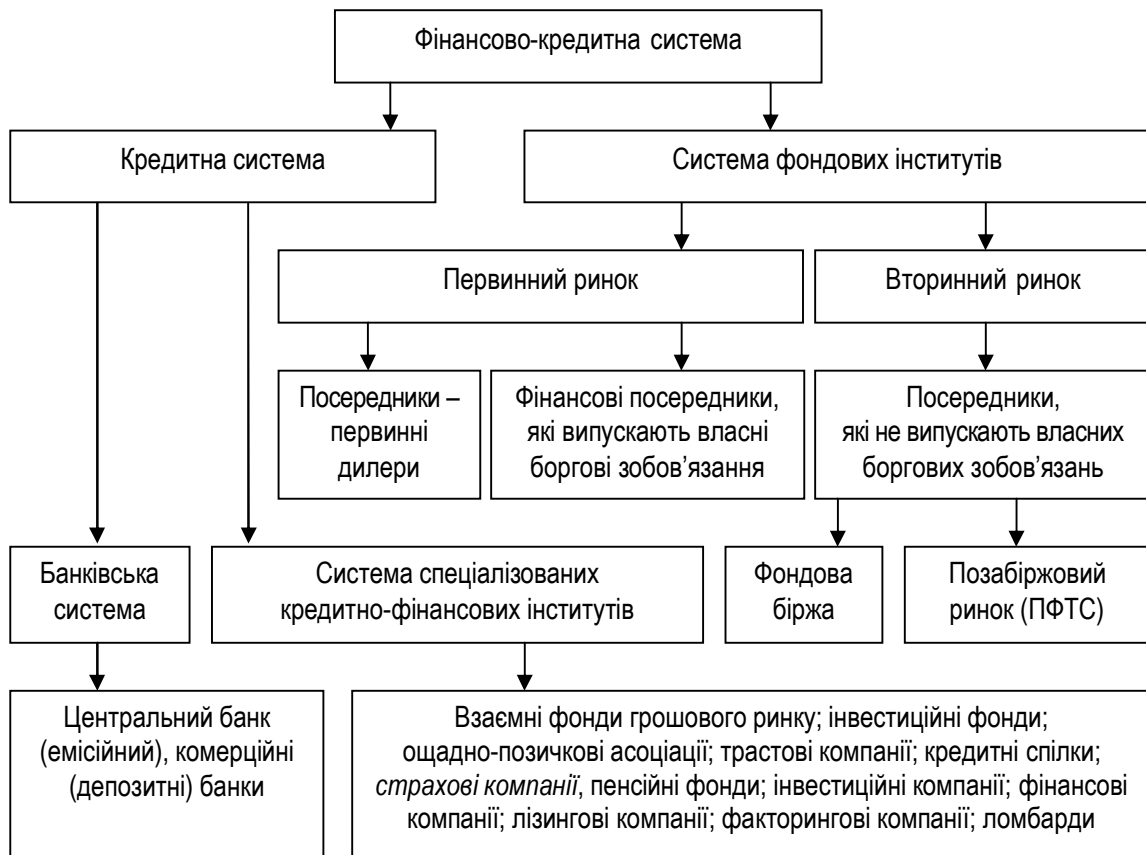 Фінансово-кредитна система
Кредитна система
Система фондових інститутів
Первинний ринок
Вторинний ринок
Посередники –
первинні
дилери
Фінансові посередники,
які випускають власні
боргові зобов’язання
Посередники,
які не випускають власних
боргових зобов’язань
Банківська
система
Система спеціалізованих
кредитно-фінансових інститутів
Фондова
біржа
Позабіржовий
ринок (ПФТС)
Центральний банк
(емісійний), комерційні
(депозитні) банки
Взаємні фонди грошового ринку; інвестиційні фонди;
ощадно-позичкові асоціації; трастові компанії; кредитні спілки;
страхові компанії, пенсійні фонди; інвестиційні компанії; фінансові
компанії; лізингові компанії; факторингові компанії; ломбарди